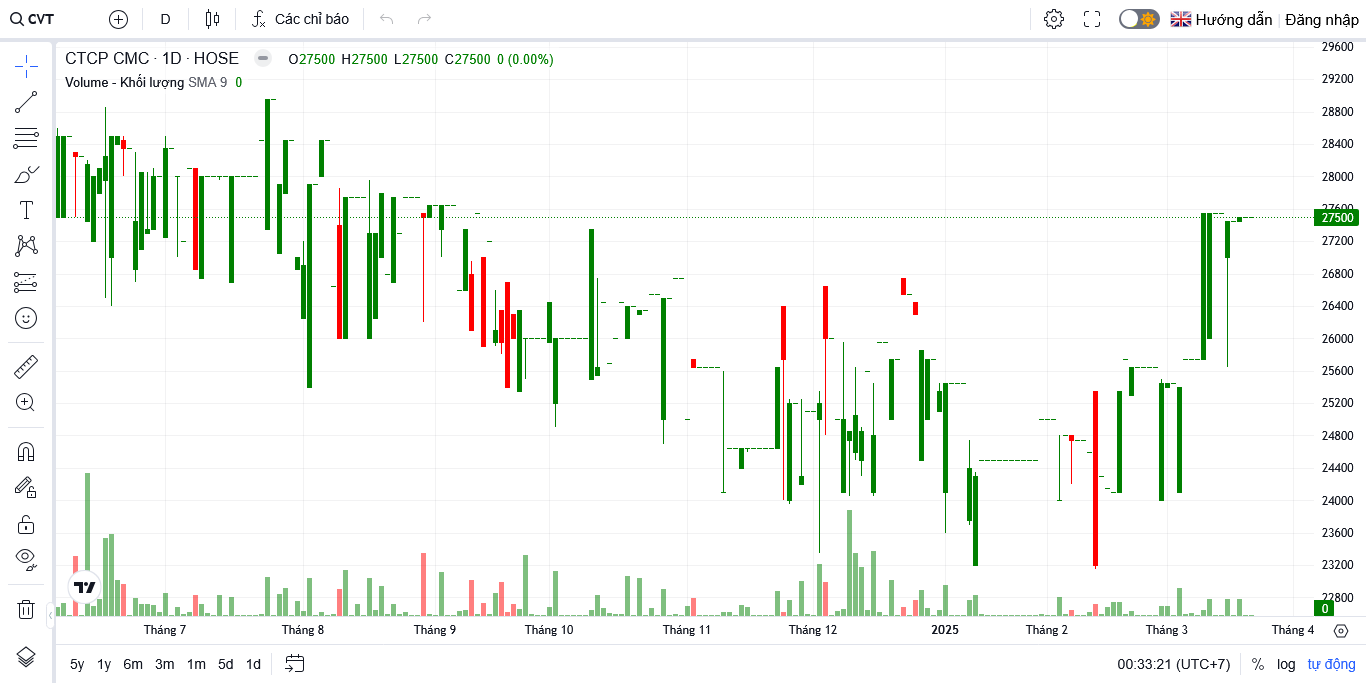 CVT
D
Các chỉ báo
Hướng dẫn
Đăng nhập
CTCP CMC · 1D · HOSE
O27500 H27500 L27500 C27500 0 (0.00%)
Volume - Khối lượng SMA 9 0
29600
29200
28800
28400
28000
27600
27500
27200
26800
26400
26000
25600
25200
24800
24400
24000
23600
23200
22800
0
Tháng 7 Tháng 8 Tháng 9 Tháng 10 Tháng 11 Tháng 12 2025 Tháng 2 Tháng 3 Tháng 4
5y 1y 6m 3m 1m 5d 1d
00:33:21 (UTC+7) % log tự động